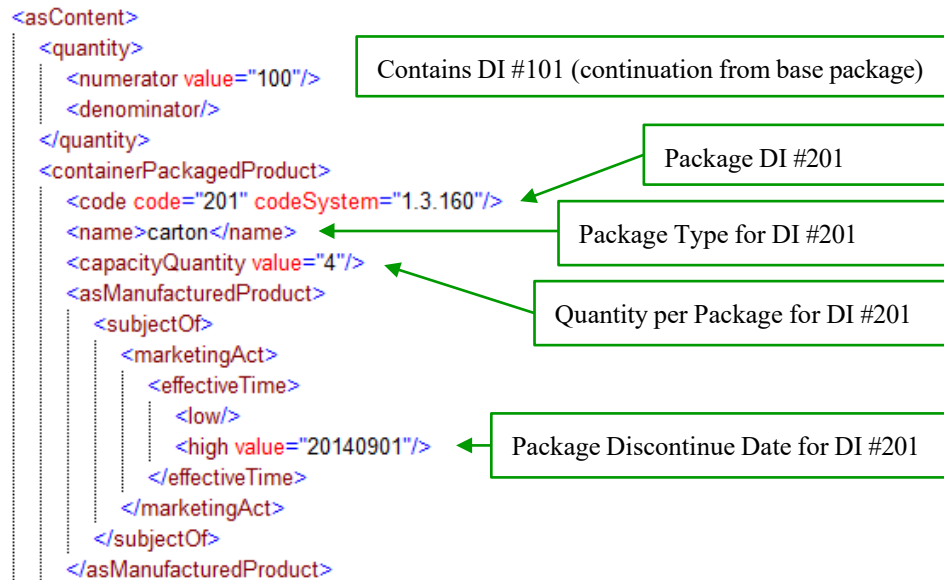 <asContent>
<quantity>
<numerator value="100"/>
Contains DI #101 (continuation from base package)
<denominator/>
</quantity>
<containerPackagedProduct>
Package DI #201
<code code="201" codeSystem="1.3.160"/>
<name>carton</name>
Package Type for DI #201
<capacityQuantity value="4"/>
<asManufacturedProduct>
Quantity per Package for DI #201
<subjectOf>
<marketingAct>
<effectiveTime>
<low/>
<high value="20140901"/>
Package Discontinue Date for DI #201
</effectiveTime>
</marketingAct>
</subjectOf>
</asManufacturedProduct>